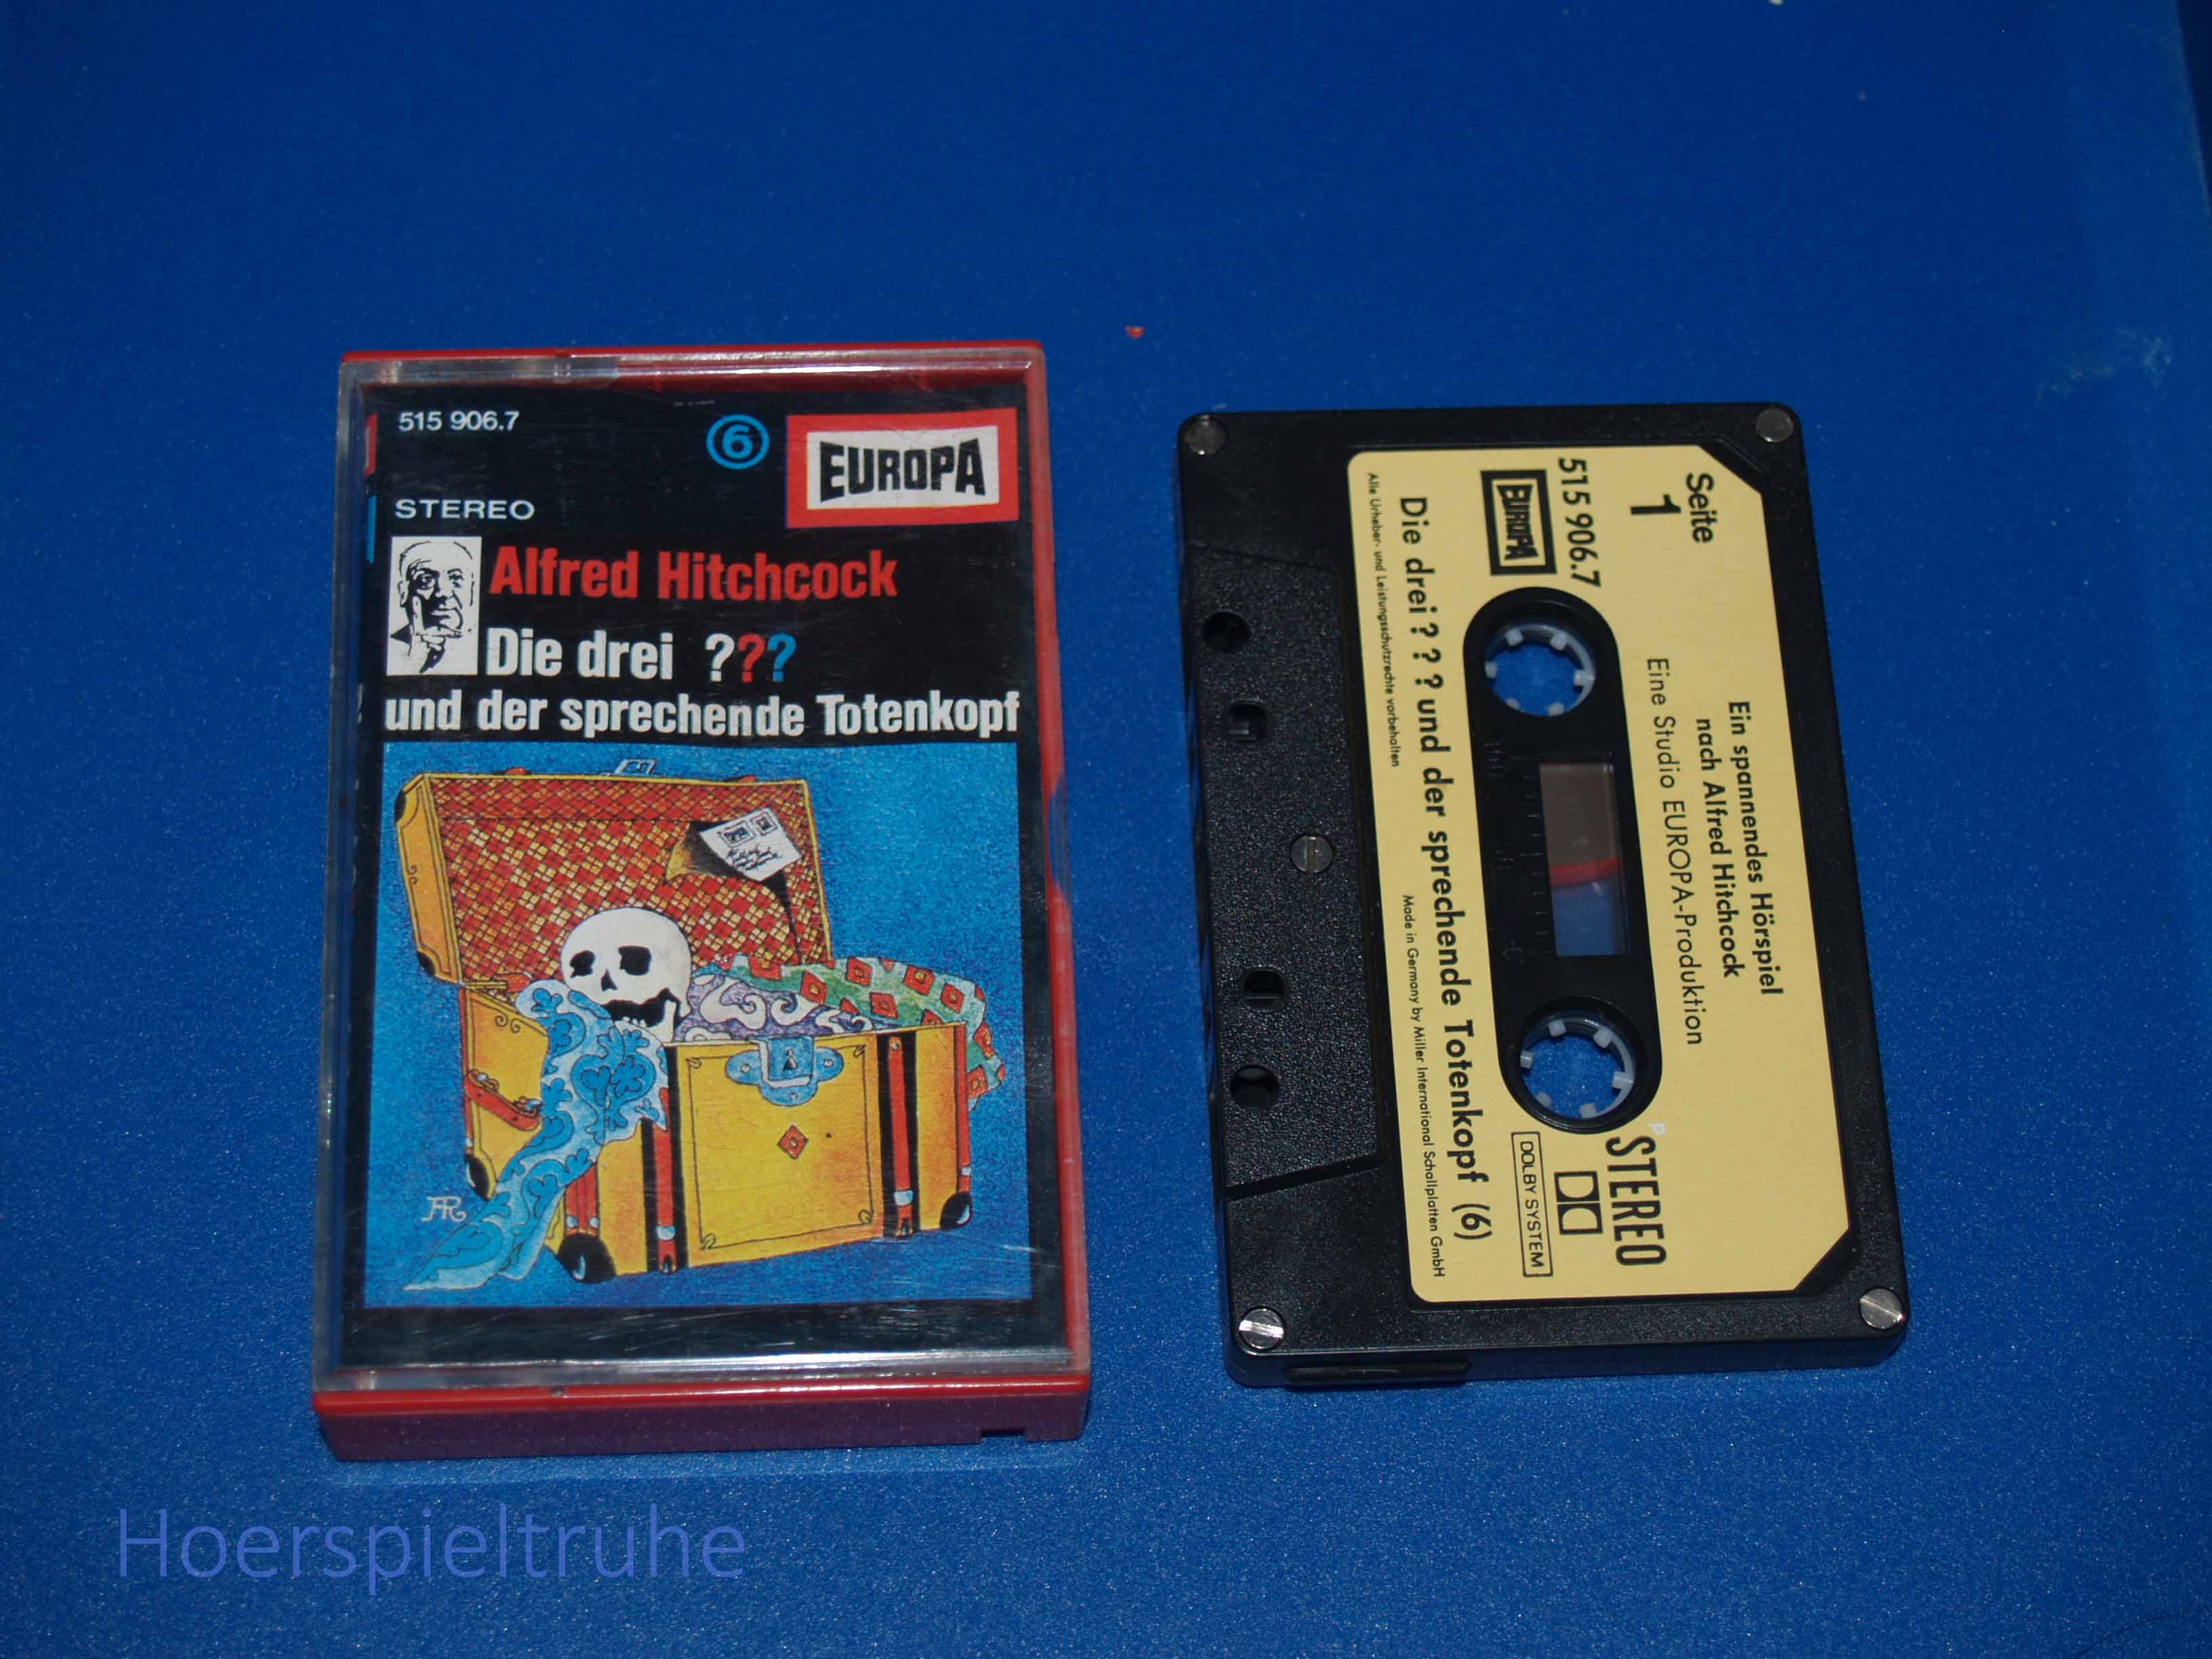 515 906.7
6
EUROPA
STEREO
Alfred Hitchcock
Die drei ???
und der sprechende Totenkopf
AR
Seite
1
515 906.7
EUROPA
Ein spannendes Hörspiel
nach Alfred Hitchcock
Eine Studio EUROPA-Produktion
STEREO
DOLBY SYSTEM
Die drei ? ? ? und der sprechende Totenkopf (6)
Alle Urheber- und Leistungsschutzrechte vorbehalten
Made in Germany by Miller International Schallplatten GmbH
Hoerspieltruhe